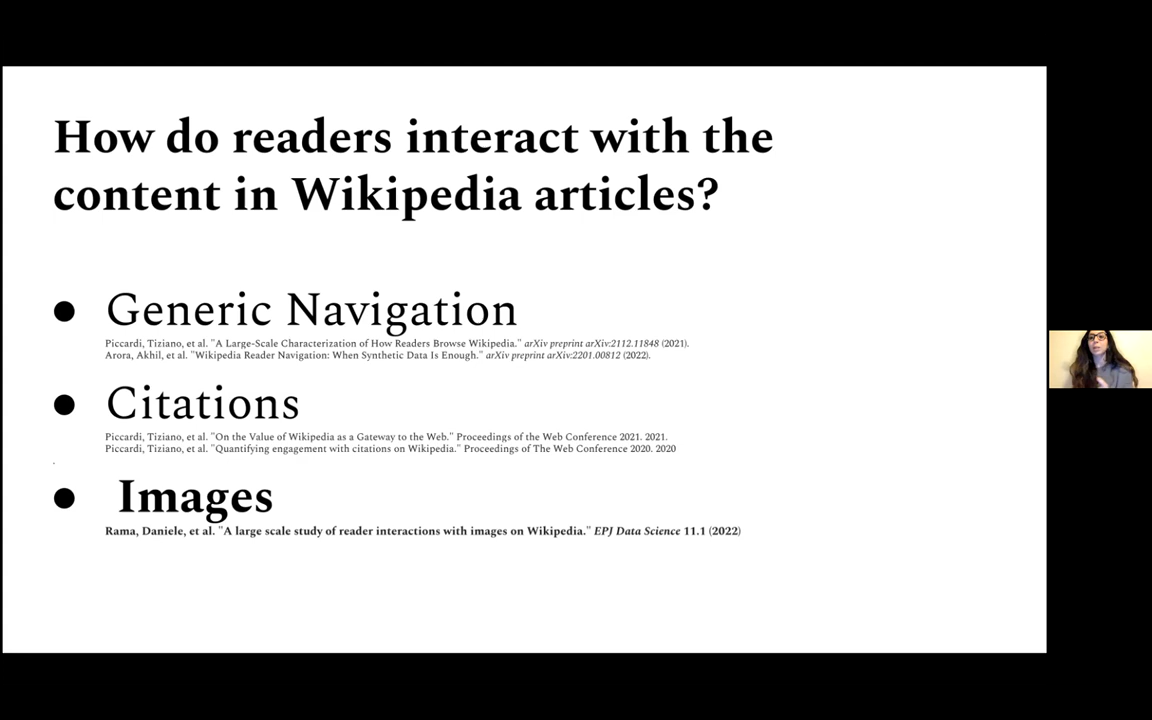 How do readers interact with the
content in Wikipedia articles?
● Generic Navigation
Piccardi, Tiziano, et al. "A Large-Scale Characterization of How Readers Browse Wikipedia." arXiv preprint arXiv:2112.11848 (2021).
Arora, Akhil, et al. "Wikipedia Reader Navigation: When Synthetic Data Is Enough." arXiv preprint arXiv:2201.00812 (2022).
● Citations
Piccardi, Tiziano, et al. "On the Value of Wikipedia as a Gateway to the Web." Proceedings of the Web Conference 2021. 2021.
Piccardi, Tiziano, et al. "Quantifying engagement with citations on Wikipedia." Proceedings of The Web Conference 2020. 2020
● Images
Rama, Daniele, et al. "A large scale study of reader interactions with images on Wikipedia." EPJ Data Science 11.1 (2022)